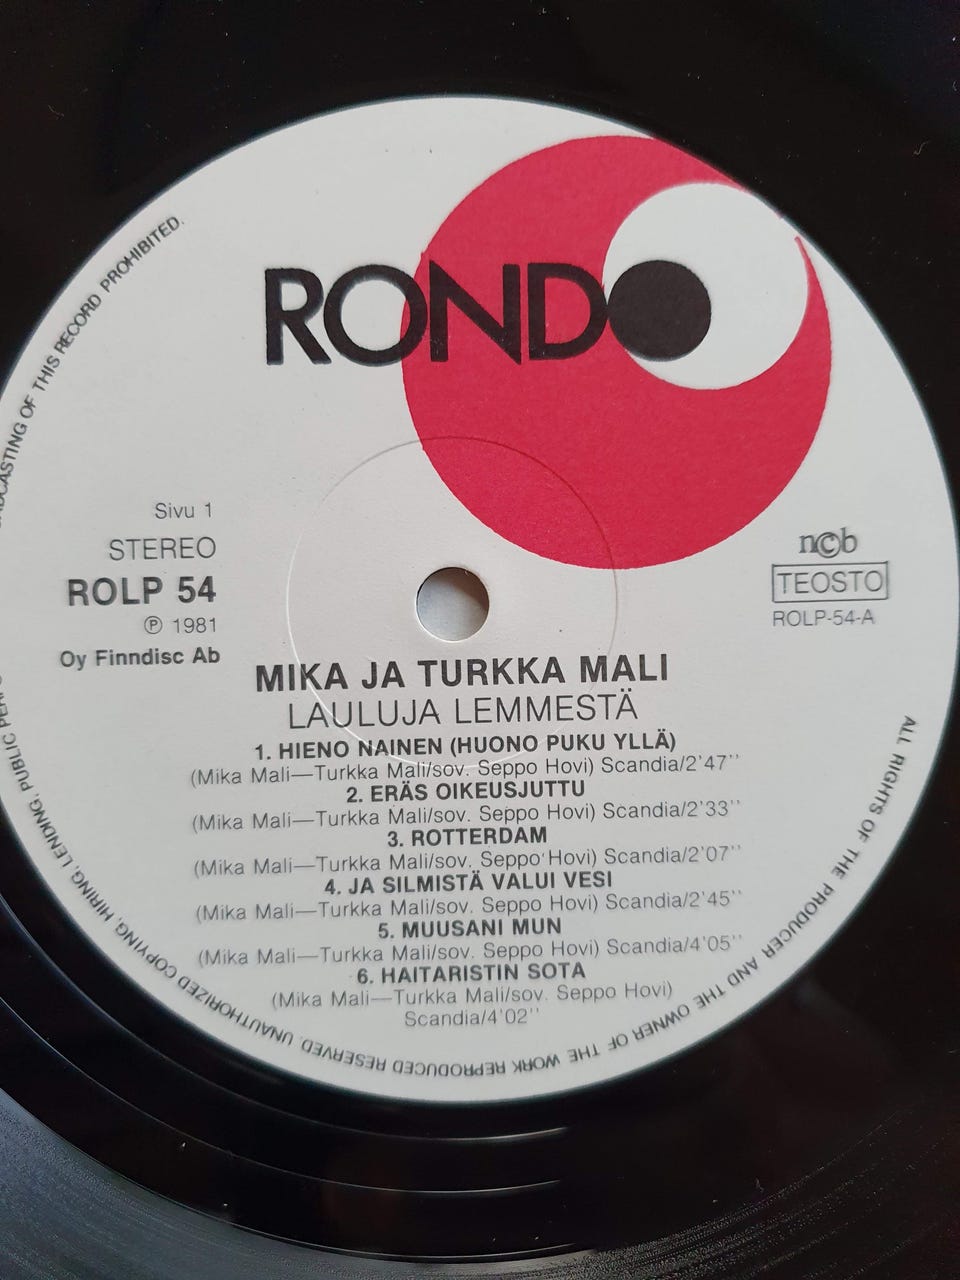 RONDO
Sivu 1
STEREO
ROLP 54
Ⓟ 1981
Oy Finndisc Ab
n©b
TEOSTO
ROLP-54-A
MIKA JA TURKKA MALI
LAULUJA LEMMESTÄ
1. HIENO NAINEN (HUONO PUKU YLLÄ)
(Mika Mali—Turkka Mali/sov. Seppo Hovi) Scandia/2'47''
2. ERÄS OIKEUSJUTTU
(Mika Mali—Turkka Mali/sov. Seppo Hovi) Scandia/2'33''
3. ROTTERDAM
(Mika Mali—Turkka Mali/sov. Seppo Hovi) Scandia/2'07''
4. JA SILMISTÄ VALUI VESI
(Mika Mali—Turkka Mali/sov. Seppo Hovi) Scandia/2'45''
5. MUUSANI MUN
(Mika Mali—Turkka Mali/sov. Seppo Hovi) Scandia/4'05''
6. HAITARISTIN SOTA
(Mika Mali—Turkka Mali/sov. Seppo Hovi)
Scandia/4'02''
ALL RIGHTS OF THE PRODUCER AND THE OWNER OF THE WORK REPRODUCED RESERVED. UNAUTHORIZED COPYING, HIRING, LENDING, PUBLIC OF THIS RECORD PROHIBITED.